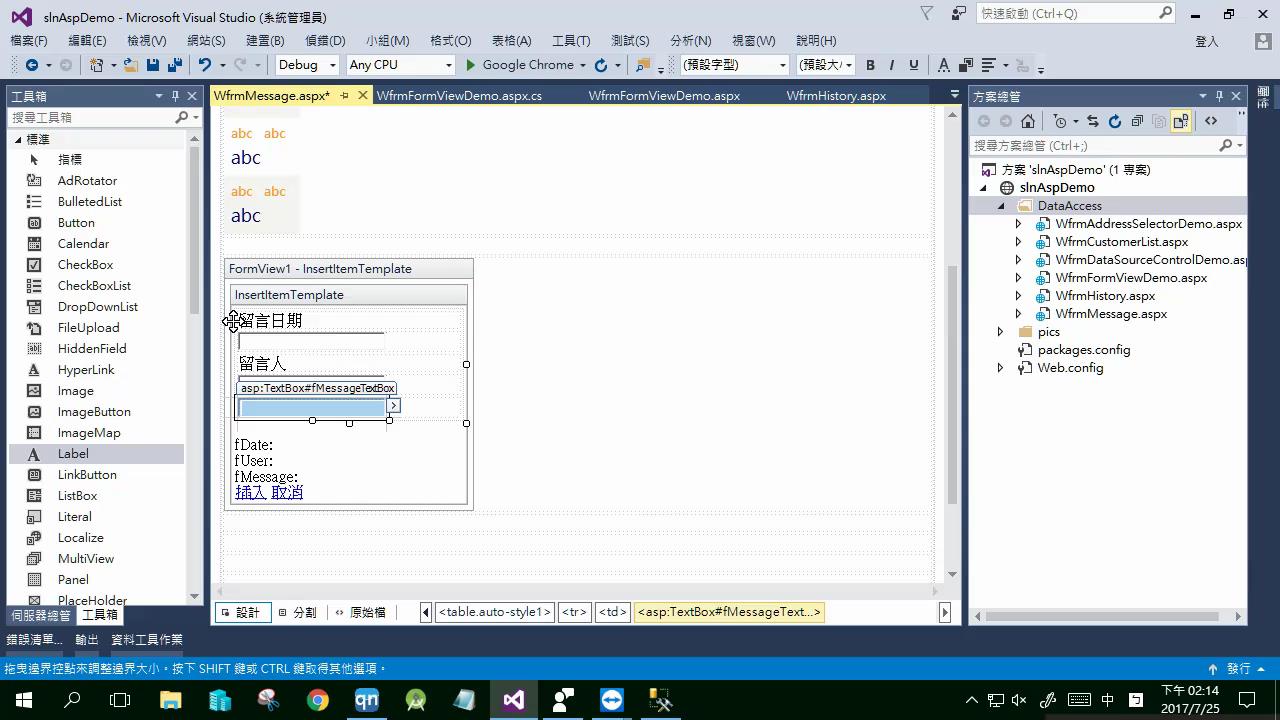 slnAspDemo - Microsoft Visual Studio (系統管理員)
快速啟動 (Ctrl+Q)
檔案(F) 編輯(E) 檢視(V) 網站(S) 建置(B) 偵錯(D) 小組(M) 格式(O) 表格(A) 工具(T) 測試(S) 分析(N) 視窗(W) 說明(H)
登入
Debug Any CPU Google Chrome (預設字型) (預設大 B I U A
工具箱
搜尋工具箱
標準
指標
AdRotator
BulletedList
Button
Calendar
CheckBox
CheckBoxList
DropDownList
FileUpload
HiddenField
HyperLink
Image
ImageButton
ImageMap
Label
LinkButton
ListBox
Literal
Localize
MultiView
Panel
PlaceHolder
伺服器總管 工具箱
WfrmMessage.aspx* WfrmFormViewDemo.aspx.cs WfrmFormViewDemo.aspx WfrmHistory.aspx
abc abc
abc
abc abc
abc
FormView1 - InsertItemTemplate
InsertItemTemplate
留言日期
留言人
asp:TextBox#fMessageTextBox
fDate:
fUser:
fMessage:
插入 取消
設計 分割 原始檔 <table.auto-style1> <tr> <td> <asp:TextBox#fMessageText...>
方案總管
搜尋方案總管 (Ctrl+;)
方案 'slnAspDemo' (1 專案)
slnAspDemo
DataAccess
WfrmAddressSelectorDemo.aspx
WfrmCustomerList.aspx
WfrmDataSourceControlDemo.asp
WfrmFormViewDemo.aspx
WfrmHistory.aspx
WfrmMessage.aspx
pics
packages.config
Web.config
錯誤清單... 輸出 資料工具作業
拖曳邊界控點來調整邊界大小。按下 SHIFT 鍵或 CTRL 鍵取得其他選項。
發行
qn
中
下午 02:14
2017/7/25